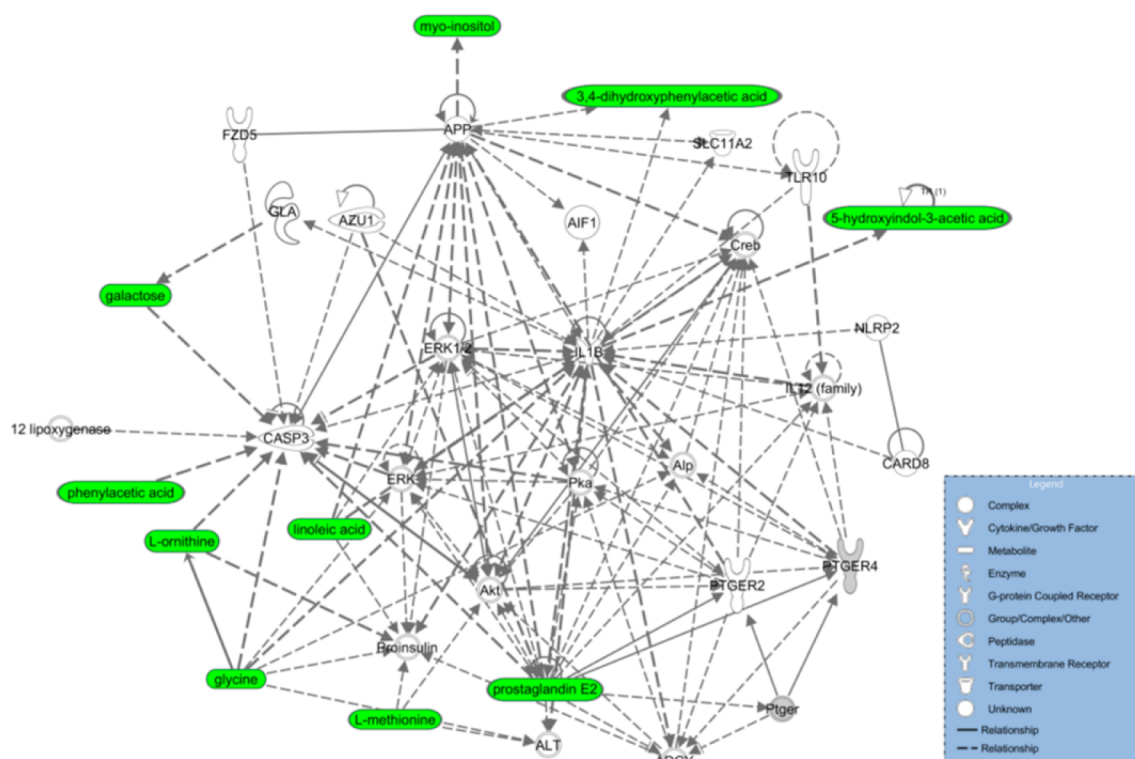 myo-inositol
3,4-dihydroxyphenylacetic acid
FZD5
APP
SLC11A2
TLR10
TR (1)
GLA
AZU1
AIF1
5-hydroxyindol-3-acetic acid
Creb
galactose
NLRP2
ERK1/2
IL1B
IL12 (family)
12 lipoxygenase
CASP3
CARD8
Alp
ERK
Pka
phenylacetic acid
linoleic acid
L-ornithine
PTGER4
PTGER2
Akt
Proinsulin
glycine
prostaglandin E2
L-methionine
Ptger
ALT
Legend
Complex
Cytokine/Growth Factor
Metabolite
Enzyme
G-protein Coupled Receptor
Group/Complex/Other
Peptidase
Transmembrane Receptor
Transporter
Unknown
Relationship
Relationship